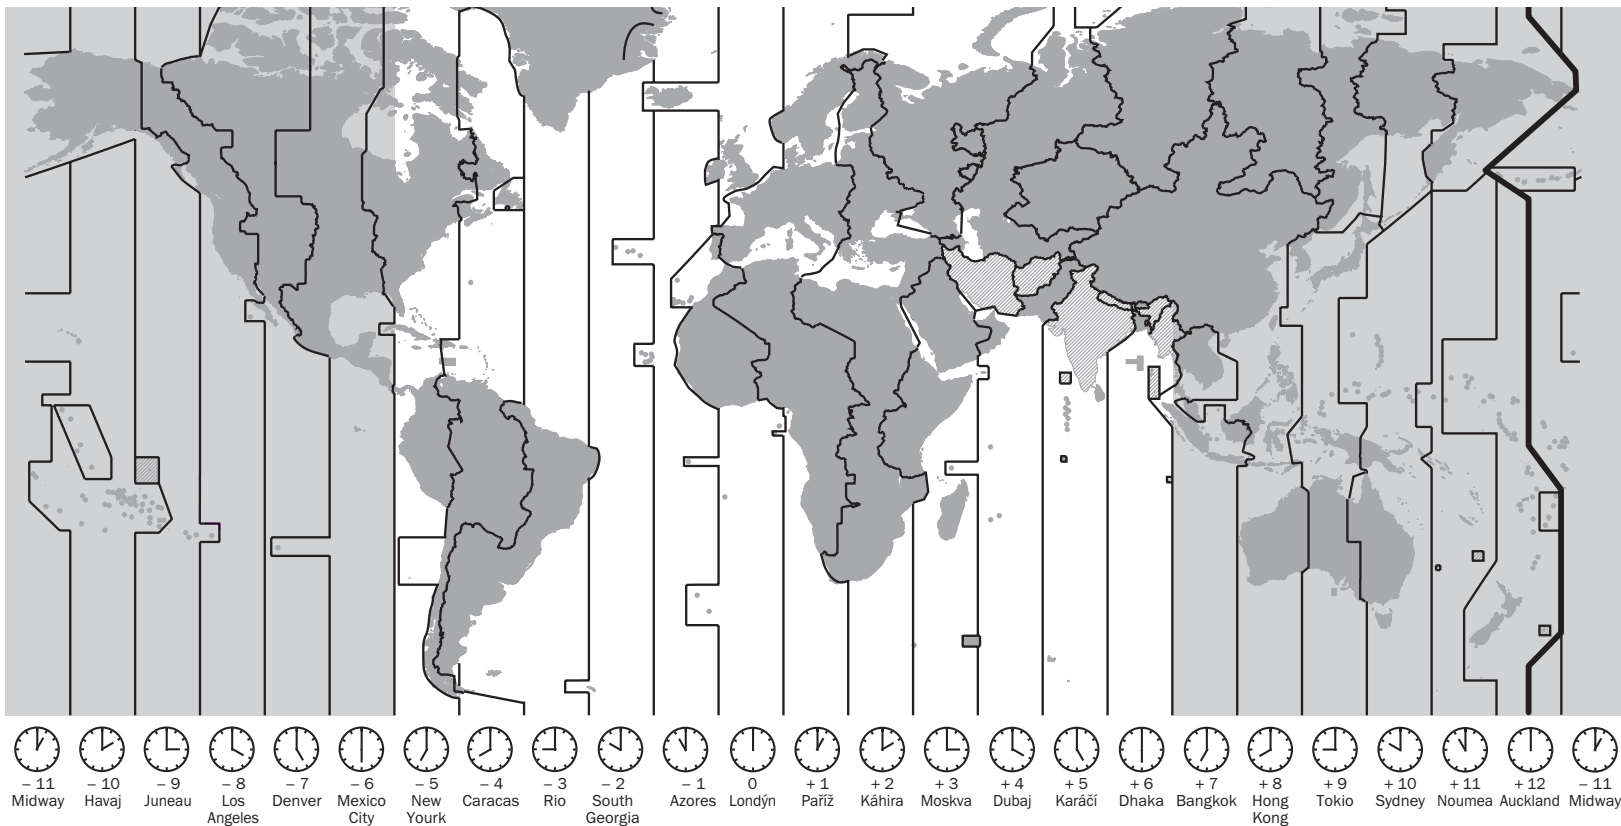 – 11 – 10 – 9 – 8 – 7 – 6 – 5 – 4 – 3 – 2 – 1 0 + 1 + 2 + 3 + 4 + 5 + 6 + 7 + 8 + 9 + 10 + 11 + 12 – 11
Midway Havaj Juneau Los Denver Mexico New Caracas Rio South Azores Londýn Paříž Káhira Moskva Dubaj Karáčí Dhaka Bangkok Hong Tokio Sydney Noumea Auckland Midway
Angeles City Yourk Georgia Kong